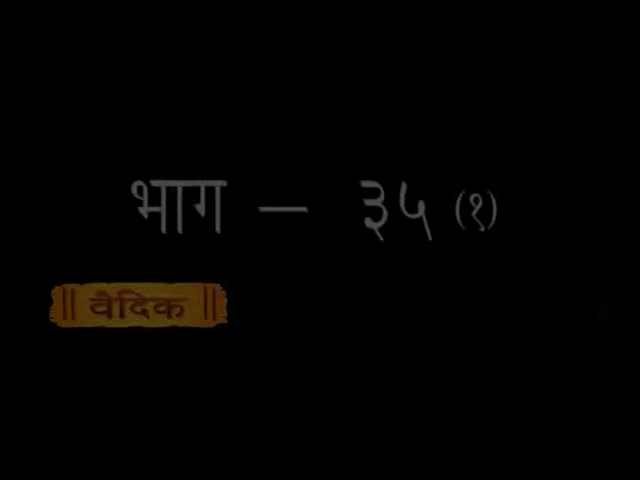 भाग – ३५ (१)
॥ वैदिक ॥